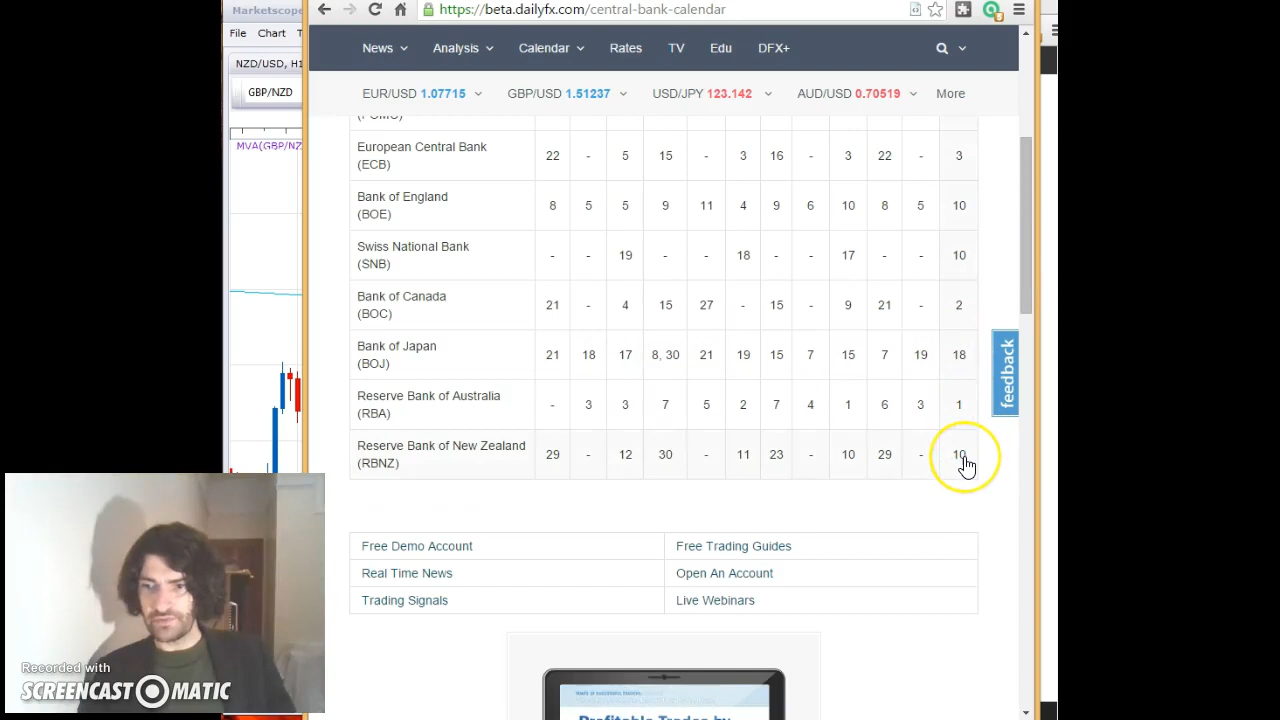 Marketscope
https://beta.dailyfx.com/central-bank-calendar
File Chart T
News Analysis Calendar Rates TV Edu DFX+
NZD/USD, H1
GBP/NZD
EUR/USD 1.07715 GBP/USD 1.51237 USD/JPY 123.142 AUD/USD 0.70519 More
MVA(GBP/NZ
(FOMC)
European Central Bank
(ECB)
22 - 5 15 - 3 16 - 3 22 - 3
Bank of England
(BOE)
8 5 5 9 11 4 9 6 10 8 5 10
Swiss National Bank
(SNB)
- - 19 - - 18 - - 17 - - 10
Bank of Canada
(BOC)
21 - 4 15 27 - 15 - 9 21 - 2
Bank of Japan
(BOJ)
21 18 17 8, 30 21 19 15 7 15 7 19 18
Reserve Bank of Australia
(RBA)
- 3 3 7 5 2 7 4 1 6 3 1
Reserve Bank of New Zealand
(RBNZ)
29 - 12 30 - 11 23 - 10 29 - 10
feedback
Free Demo Account Free Trading Guides
Real Time News Open An Account
Trading Signals Live Webinars
Profitable Trades by
Recorded with
SCREENCAST MATIC